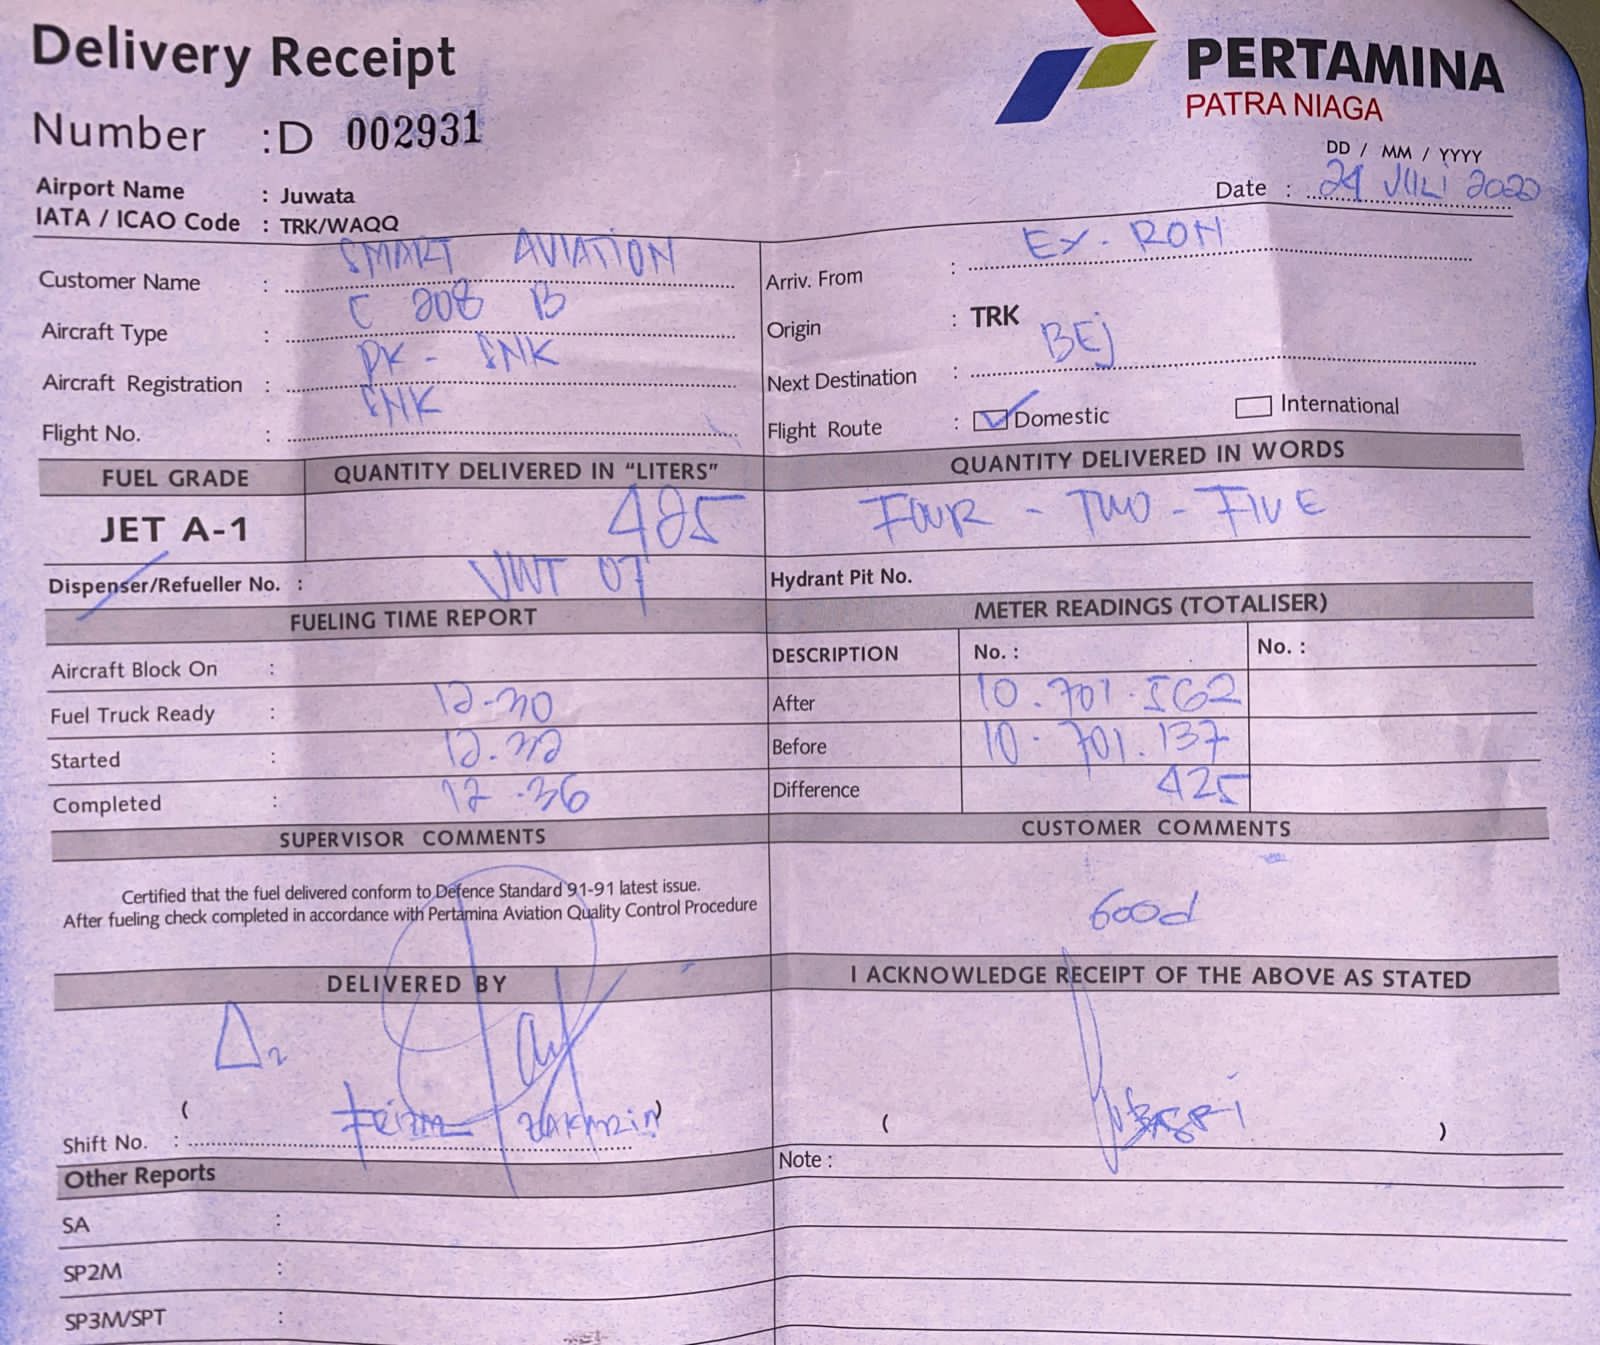 Delivery Receipt
PERTAMINA
PATRA NIAGA
Number : D 002931
DD / MM / YYYY
Date : JULI
Airport Name : Juwata
IATA / ICAO Code : TRK/WAQQ
Customer Name : SMART AVIATION
Arriv. From : EX. ROM
Aircraft Type : C 208 B
Origin : TRK
Aircraft Registration : PK - SNK
Next Destination : BEj
Flight No. : SNK
Flight Route : Domestic International
FUEL GRADE
QUANTITY DELIVERED IN “LITERS”
QUANTITY DELIVERED IN WORDS
JET A-1
425
FOUR - TWO - FIVE
Dispenser/Refueller No. : 07
Hydrant Pit No.
FUELING TIME REPORT
METER READINGS (TOTALISER)
DESCRIPTION No. : No. :
Aircraft Block On :
Fuel Truck Ready : 12-30
After 10.701.562
Started : 12.32
Before 10.701.137
Completed : 12.36
Difference 425
SUPERVISOR COMMENTS
CUSTOMER COMMENTS
Certified that the fuel delivered conform to Defence Standard 91-91 latest issue.
After fueling check completed in accordance with Pertamina Aviation Quality Control Procedure
Good
DELIVERED BY
I ACKNOWLEDGE RECEIPT OF THE ABOVE AS STATED
( )
( )
Shift No. :
Note :
Other Reports
SA :
SP2M :
SP3M/SPT :